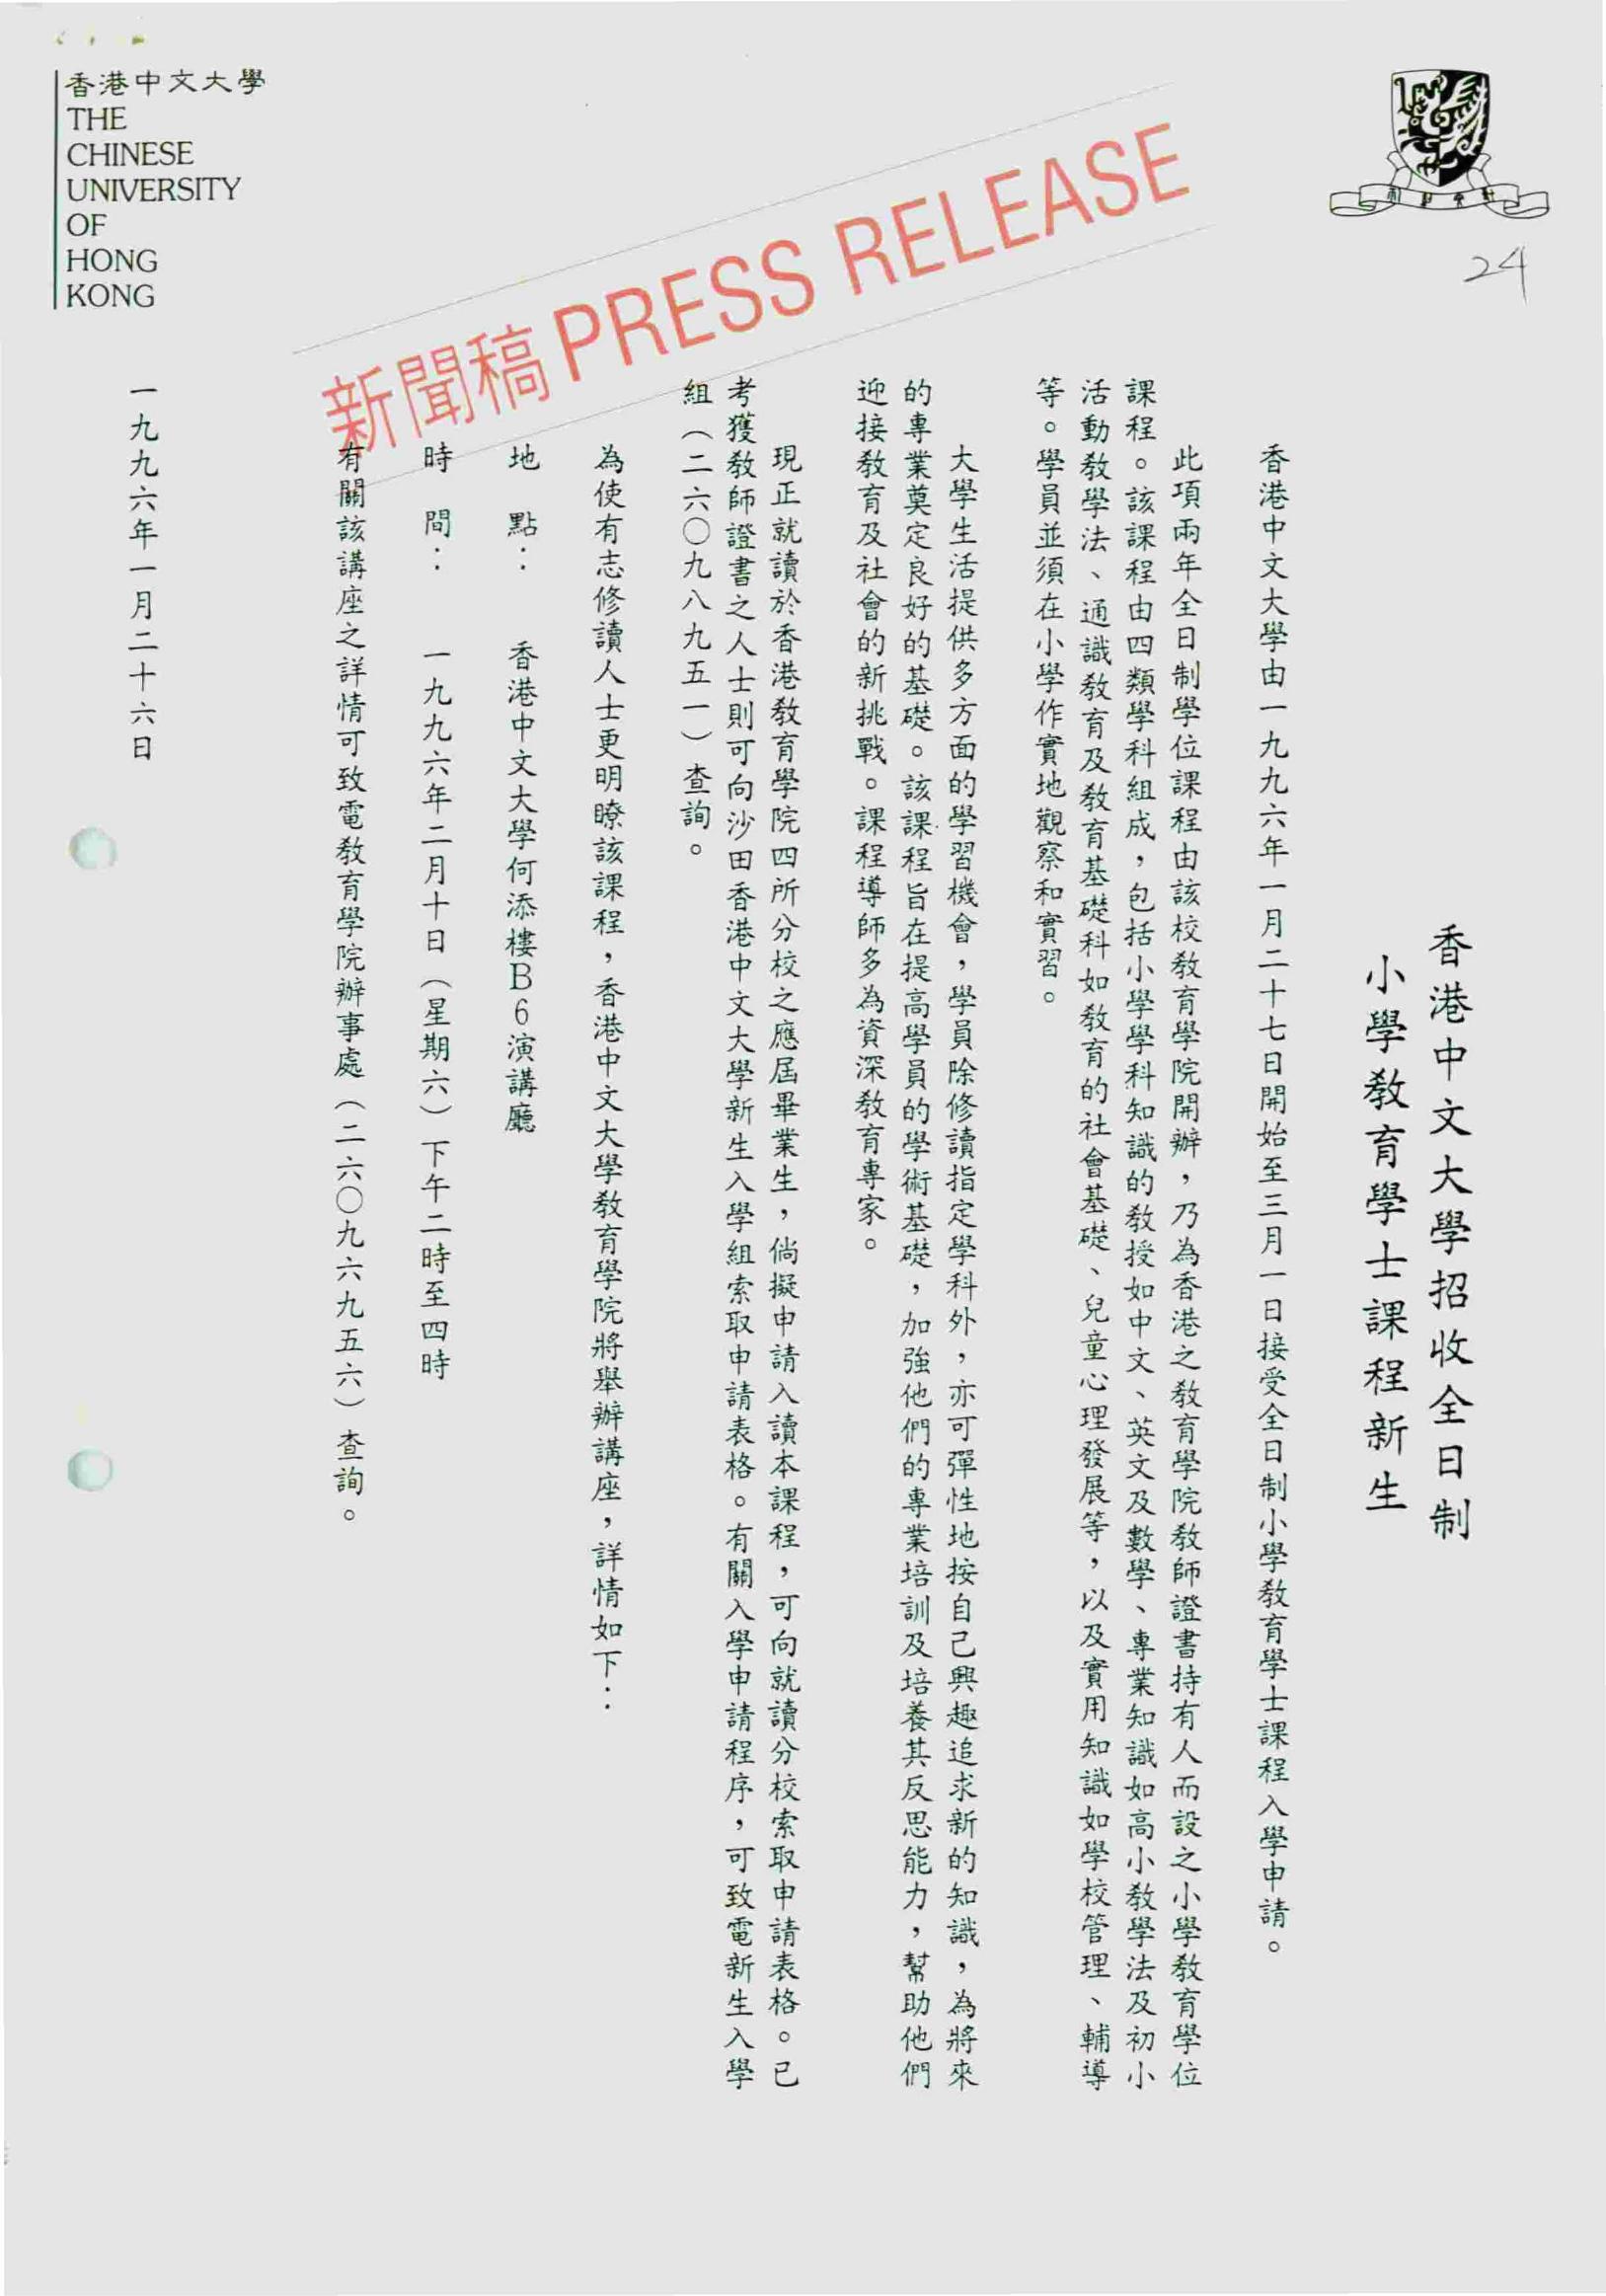 香港中文大學
THE
CHINESE
UNIVERSITY
OF
HONG
KONG
新聞稿 PRESS RELEASE
24
香港中文大學招收全日制
小學教育學士課程新生
香港中文大學由一九九六年一月二十七日開始至三月一日接受全日制小學教育學士課程入學申請。
此項兩年全日制學位課程由該校教育學院開辦，乃為香港之教育學院教師證書持有人而設之小學教育學位
課程。該課程由四類學科組成，包括小學學科知識的教授如中文、英文及數學、專業知識如高小教學法及初小
活動教學法、通識教育及教育基礎科如教育的社會基礎、兒童心理發展等，以及實用知識如學校管理、輔導
等。學員並須在小學作實地觀察和實習。
大學生活提供多方面的學習機會，學員除修讀指定學科外，亦可彈性地按自己興趣追求新的知識，為將來
的專業奠定良好的基礎。該課程旨在提高學員的學術基礎，加強他們的專業培訓及培養其反思能力，幫助他們
迎接教育及社會的新挑戰。課程導師多為資深教育專家。
現正就讀於香港教育學院四所分校之應屆畢業生，倘擬申請入讀本課程，可向就讀分校索取申請表格。已
考獲教師證書之人士則可向沙田香港中文大學新生入學組索取申請表格。有關入學申請程序，可致電新生入學
組（二六〇九八九五一）查詢。
為使有志修讀人士更明瞭該課程，香港中文大學教育學院將舉辦講座，詳情如下：
地點： 香港中文大學何添樓B6演講廳
時間： 一九九六年二月十日（星期六）下午二時至四時
有關該講座之詳情可致電教育學院辦事處（二六〇九六九五六）查詢。
一九九六年一月二十六日